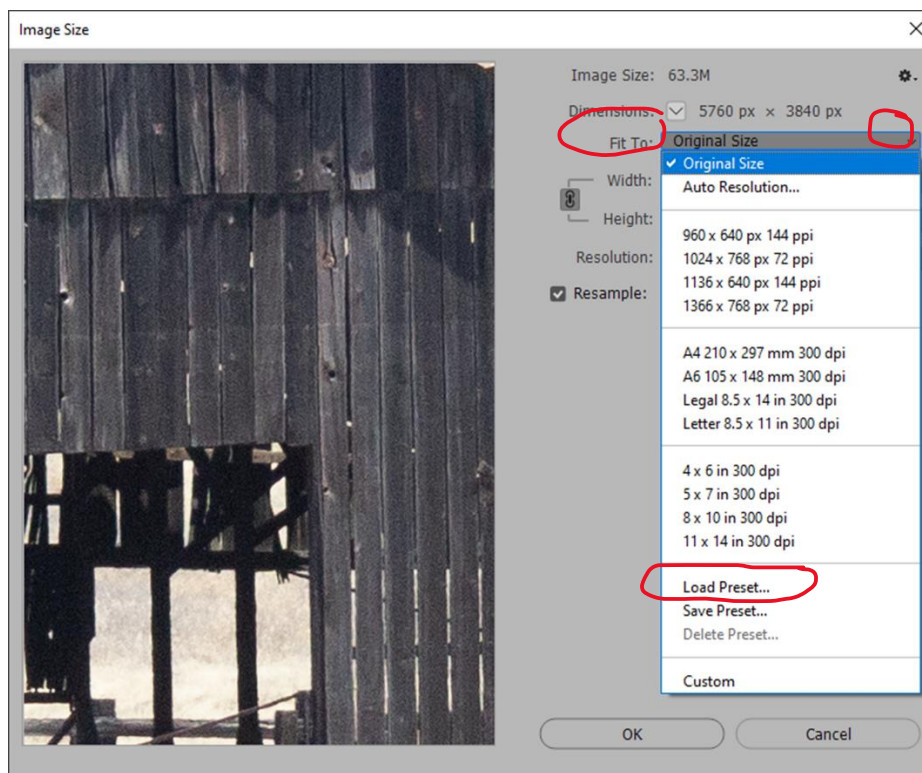 Image Size
Image Size: 63.3M
Dimensions: 5760 px × 3840 px
Fit To: Original Size
Original Size
Auto Resolution...
Width:
Height:
960 x 640 px 144 ppi
1024 x 768 px 72 ppi
Resolution:
1136 x 640 px 144 ppi
Resample:
1366 x 768 px 72 ppi
A4 210 x 297 mm 300 dpi
A6 105 x 148 mm 300 dpi
Legal 8.5 x 14 in 300 dpi
Letter 8.5 x 11 in 300 dpi
4 x 6 in 300 dpi
5 x 7 in 300 dpi
8 x 10 in 300 dpi
11 x 14 in 300 dpi
Load Preset...
Save Preset...
Delete Preset...
Custom
OK Cancel